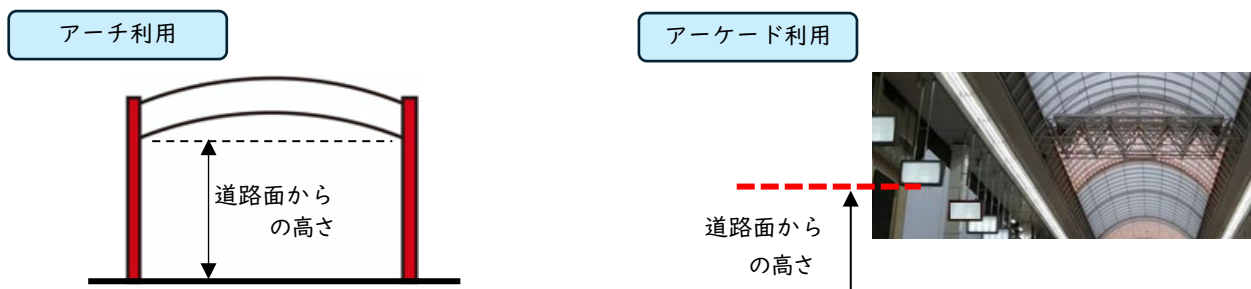 アーチ利用
道路面から
の高さ
アーケード利用
道路面から
の高さ